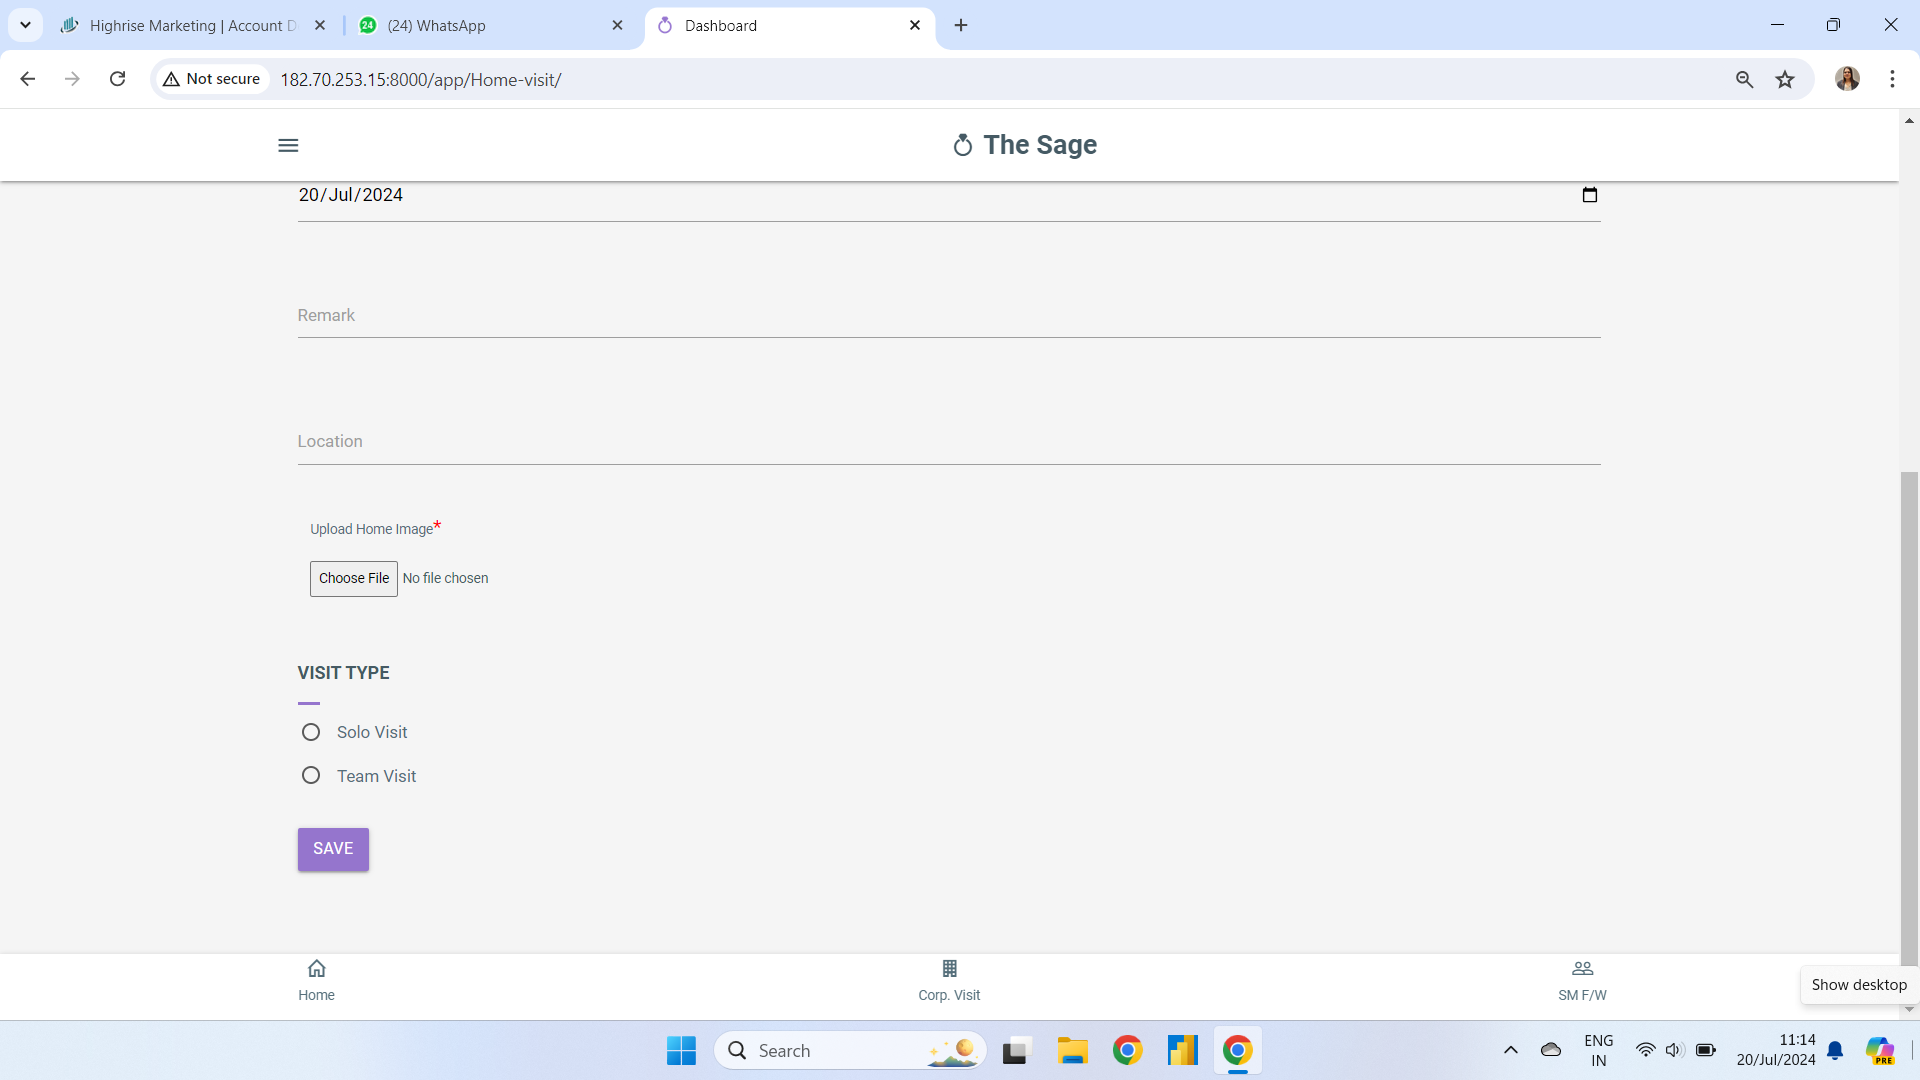 Highrise Marketing | Account D
24
(24) WhatsApp
Dashboard
Not secure
182.70.253.15:8000/app/Home-visit/
The Sage
20/Jul/2024
Remark
Location
Upload Home Image*
Choose File No file chosen
VISIT TYPE
Solo Visit
Team Visit
SAVE
Home
Corp. Visit
SM F/W
Show desktop
Search
ENG
IN
11:14
20/Jul/2024
PRE